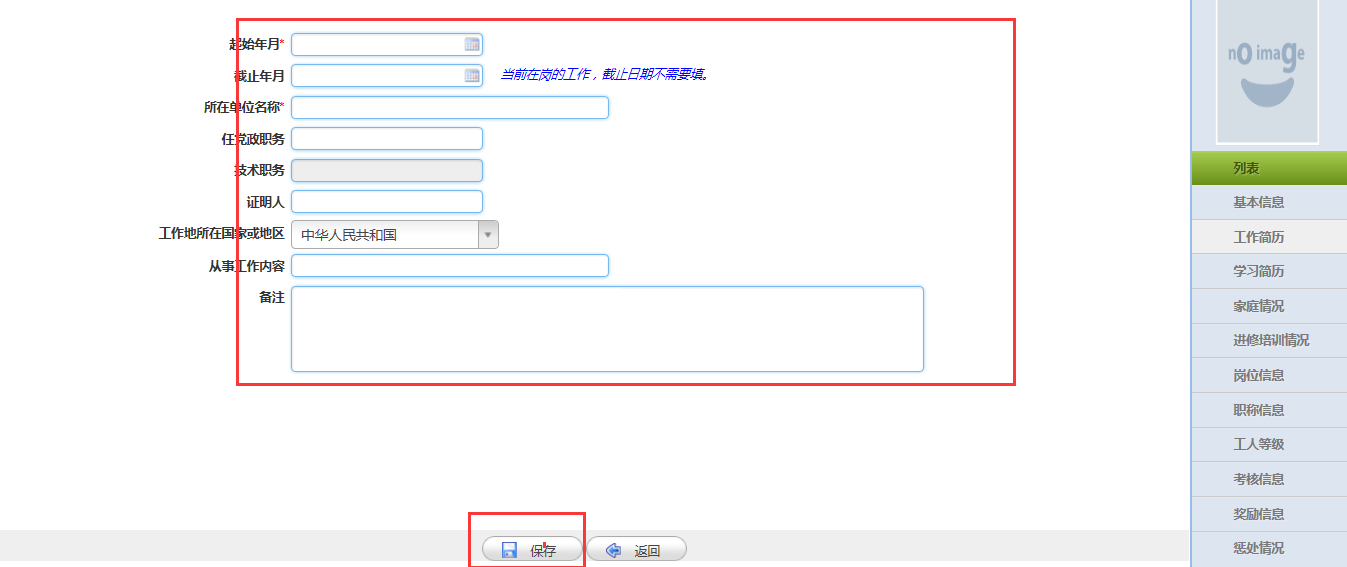 起始年月*
截止年月 当前在岗的工作，截止日期不需要填。
所在单位名称*
任党政职务
技术职务
证明人
工作地所在国家或地区 中华人民共和国
从事工作内容
备注
保存 返回
no image
列表
基本信息
工作简历
学习简历
家庭情况
进修培训情况
岗位信息
职称信息
工人等级
考核信息
奖励信息
惩处情况